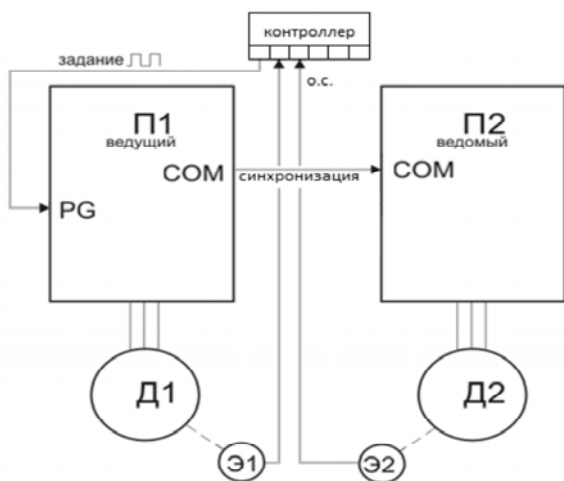 контроллер
задание
о.с.
П1
ведущий
COM
PG
синхронизация
П2
ведомый
COM
Д1
Э1
Д2
Э2